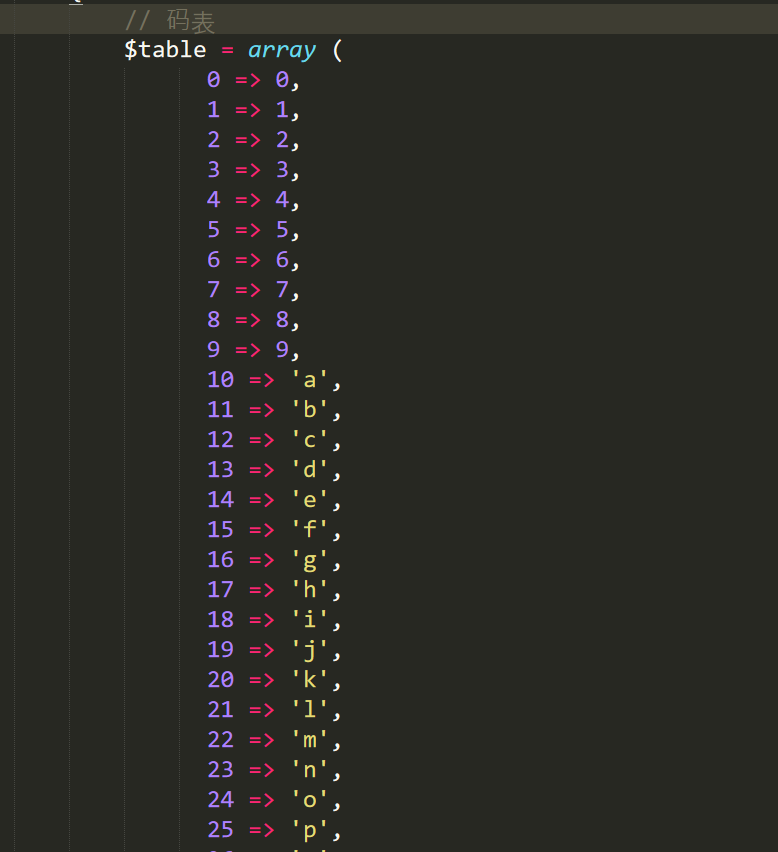 // 码表
$table = array (
0 => 0,
1 => 1,
2 => 2,
3 => 3,
4 => 4,
5 => 5,
6 => 6,
7 => 7,
8 => 8,
9 => 9,
10 => 'a',
11 => 'b',
12 => 'c',
13 => 'd',
14 => 'e',
15 => 'f',
16 => 'g',
17 => 'h',
18 => 'i',
19 => 'j',
20 => 'k',
21 => 'l',
22 => 'm',
23 => 'n',
24 => 'o',
25 => 'p',